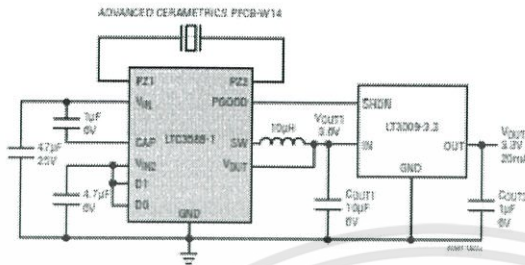 ADVANCED CERAMETRICS PFCB-W14
PZ1
PZ2
VIN
PGOOD
SHDN
1µF
6V
CAP
LTC3588-1
SW
10µH
VOUT1
3.6V
IN
LT3009-3.3
OUT
VOUT2
3.3V
20mA
47µF
25V
VIN2
VOUT
GND
4.7µF
6V
D1
D0
GND
COUT1
10µF
6V
COUT2
1µF
6V